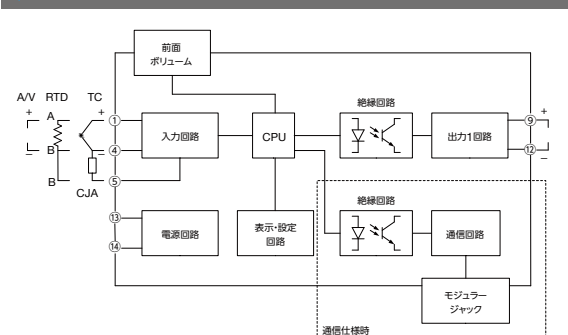 前面
ボリューム
A/V RTD TC
+ A + ① 入力回路 CPU 絶縁回路 出力1回路 ⑨ +
− B − ④ ⑫ −
B CJA ⑤
⑬ 電源回路
⑭
表示・設定
回路
絶縁回路
通信回路
モジュラー
ジャック
通信仕様時